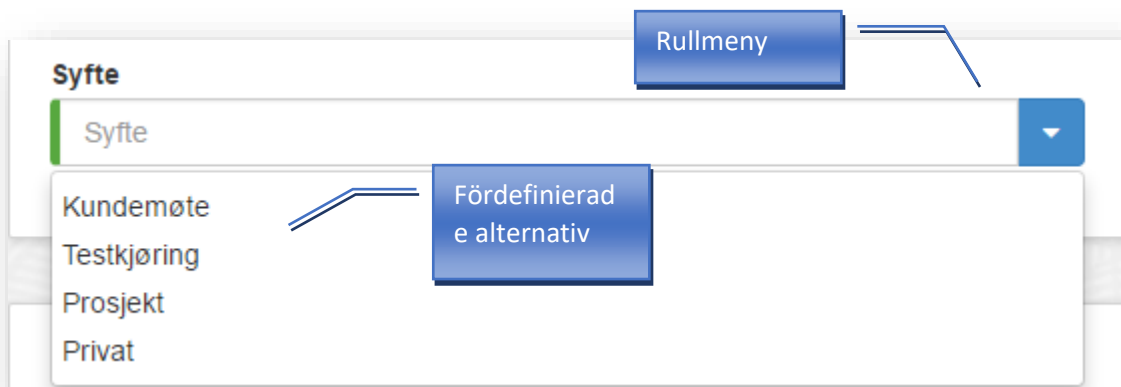 Rullmeny
Syfte
Syfte
Fördefinierad
e alternativ
Kundemøte
Testkjøring
Prosjekt
Privat